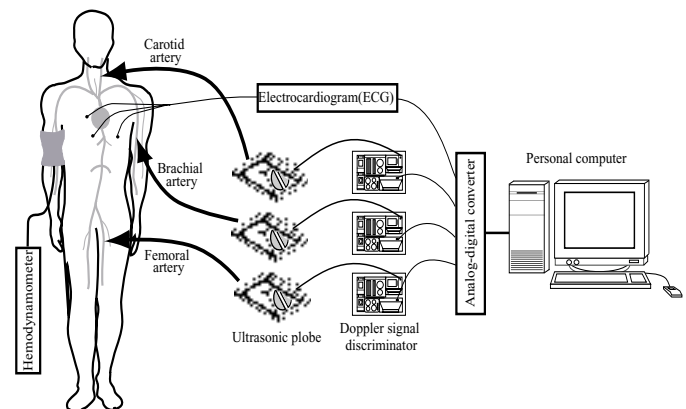 Carotid
artery
Electrocardiogram(ECG)
Brachial
artery
Femoral
artery
Hemodynamometer
Ultrasonic plobe
Doppler signal
discriminator
Analog-digital converter
Personal computer